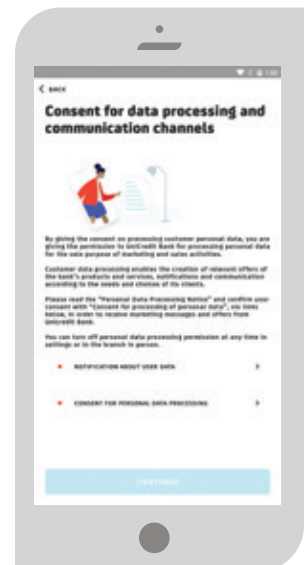 1:08
BACK
Consent for data processing and
communication channels
By giving the consent on processing customer personal data, you are
giving the permission to UniCredit Bank for processing personal data
for the sole purpose of marketing and sales activities.
Customer data processing enables the creation of relevant offers of
the bank's products and services, notifications and communication
according to the needs and choices of its clients.
Please read the "Personal Data Processing Notice" and confirm your
consent with "Consent for processing of personal data", via links
below, in order to receive marketing messages and offers from
UniCredit Bank.
You can turn off personal data processing permission at any time in
settings or in the branch in person.
NOTIFICATION ABOUT USER DATA
CONSENT FOR PERSONAL DATA PROCESSING
CONTINUE